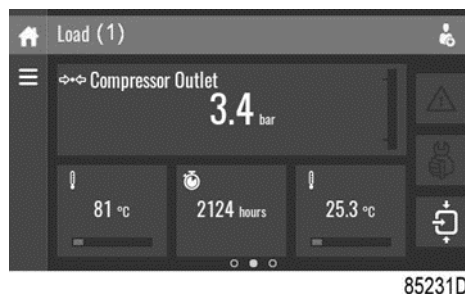 Load (1)
Compressor Outlet
3.4 bar
81 °C
2124 hours
25.3 °C
85231D